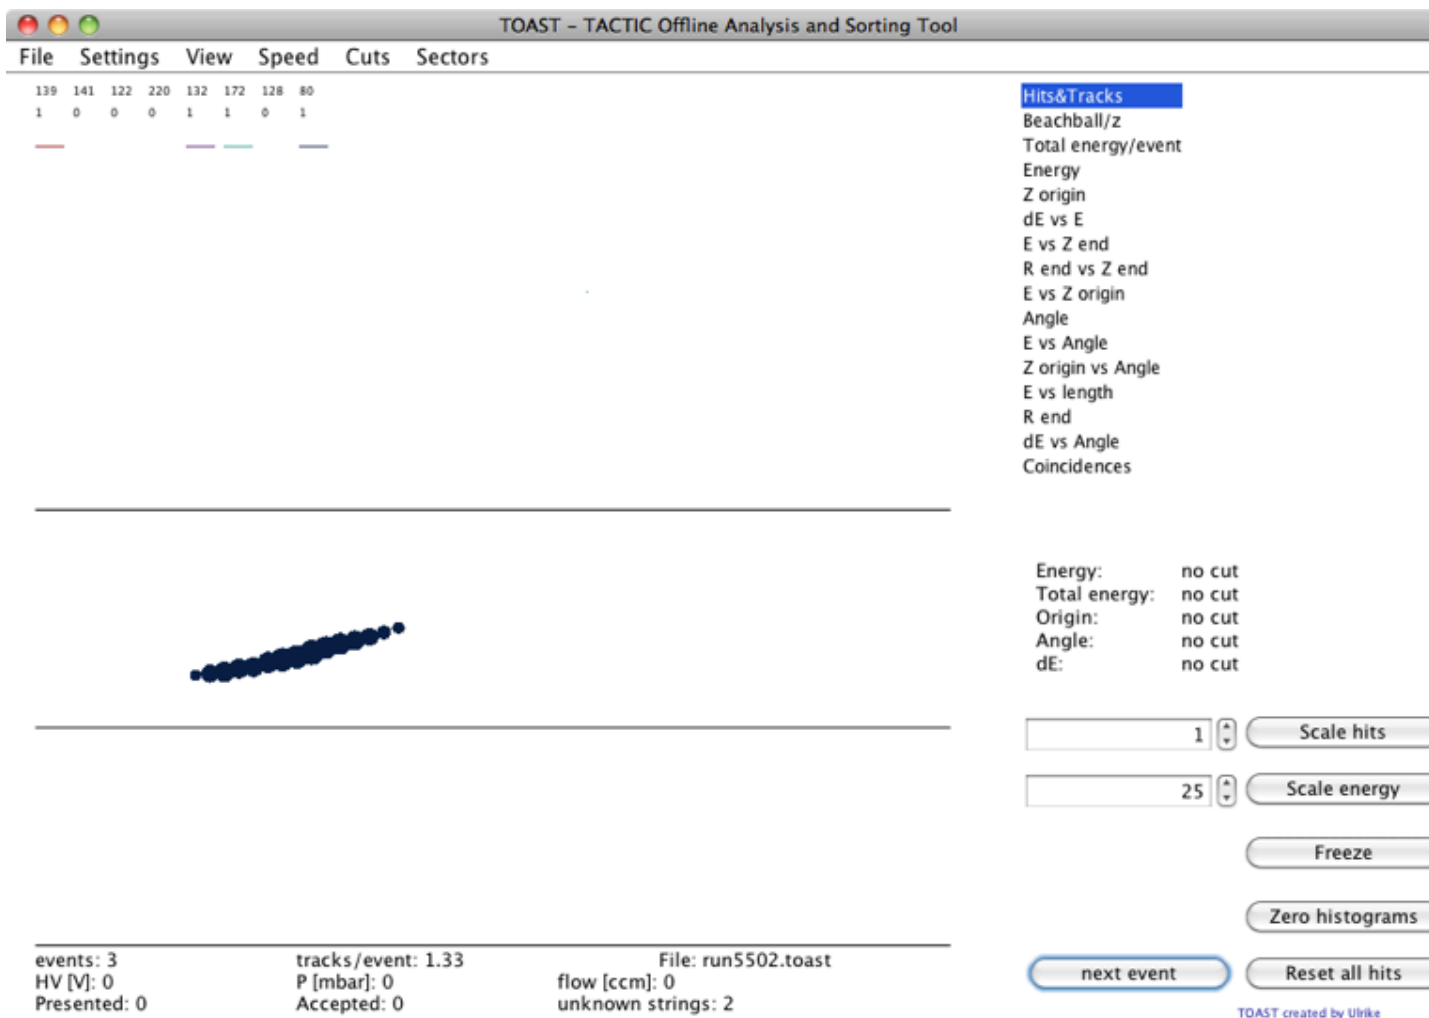 TOAST – TACTIC Offline Analysis and Sorting Tool
File Settings View Speed Cuts Sectors
139 141 122 220 132 172 128 80
1 0 0 0 1 1 0 1
Hits&Tracks
Beachball/z
Total energy/event
Energy
Z origin
dE vs E
E vs Z end
R end vs Z end
E vs Z origin
Angle
E vs Angle
Z origin vs Angle
E vs length
R end
dE vs Angle
Coincidences
Energy: no cut
Total energy: no cut
Origin: no cut
Angle: no cut
dE: no cut
1 Scale hits
25 Scale energy
Freeze
Zero histograms
next event Reset all hits
events: 3 tracks/event: 1.33 File: run5502.toast
HV [V]: 0 P [mbar]: 0 flow [ccm]: 0
Presented: 0 Accepted: 0 unknown strings: 2
TOAST created by Ulrike